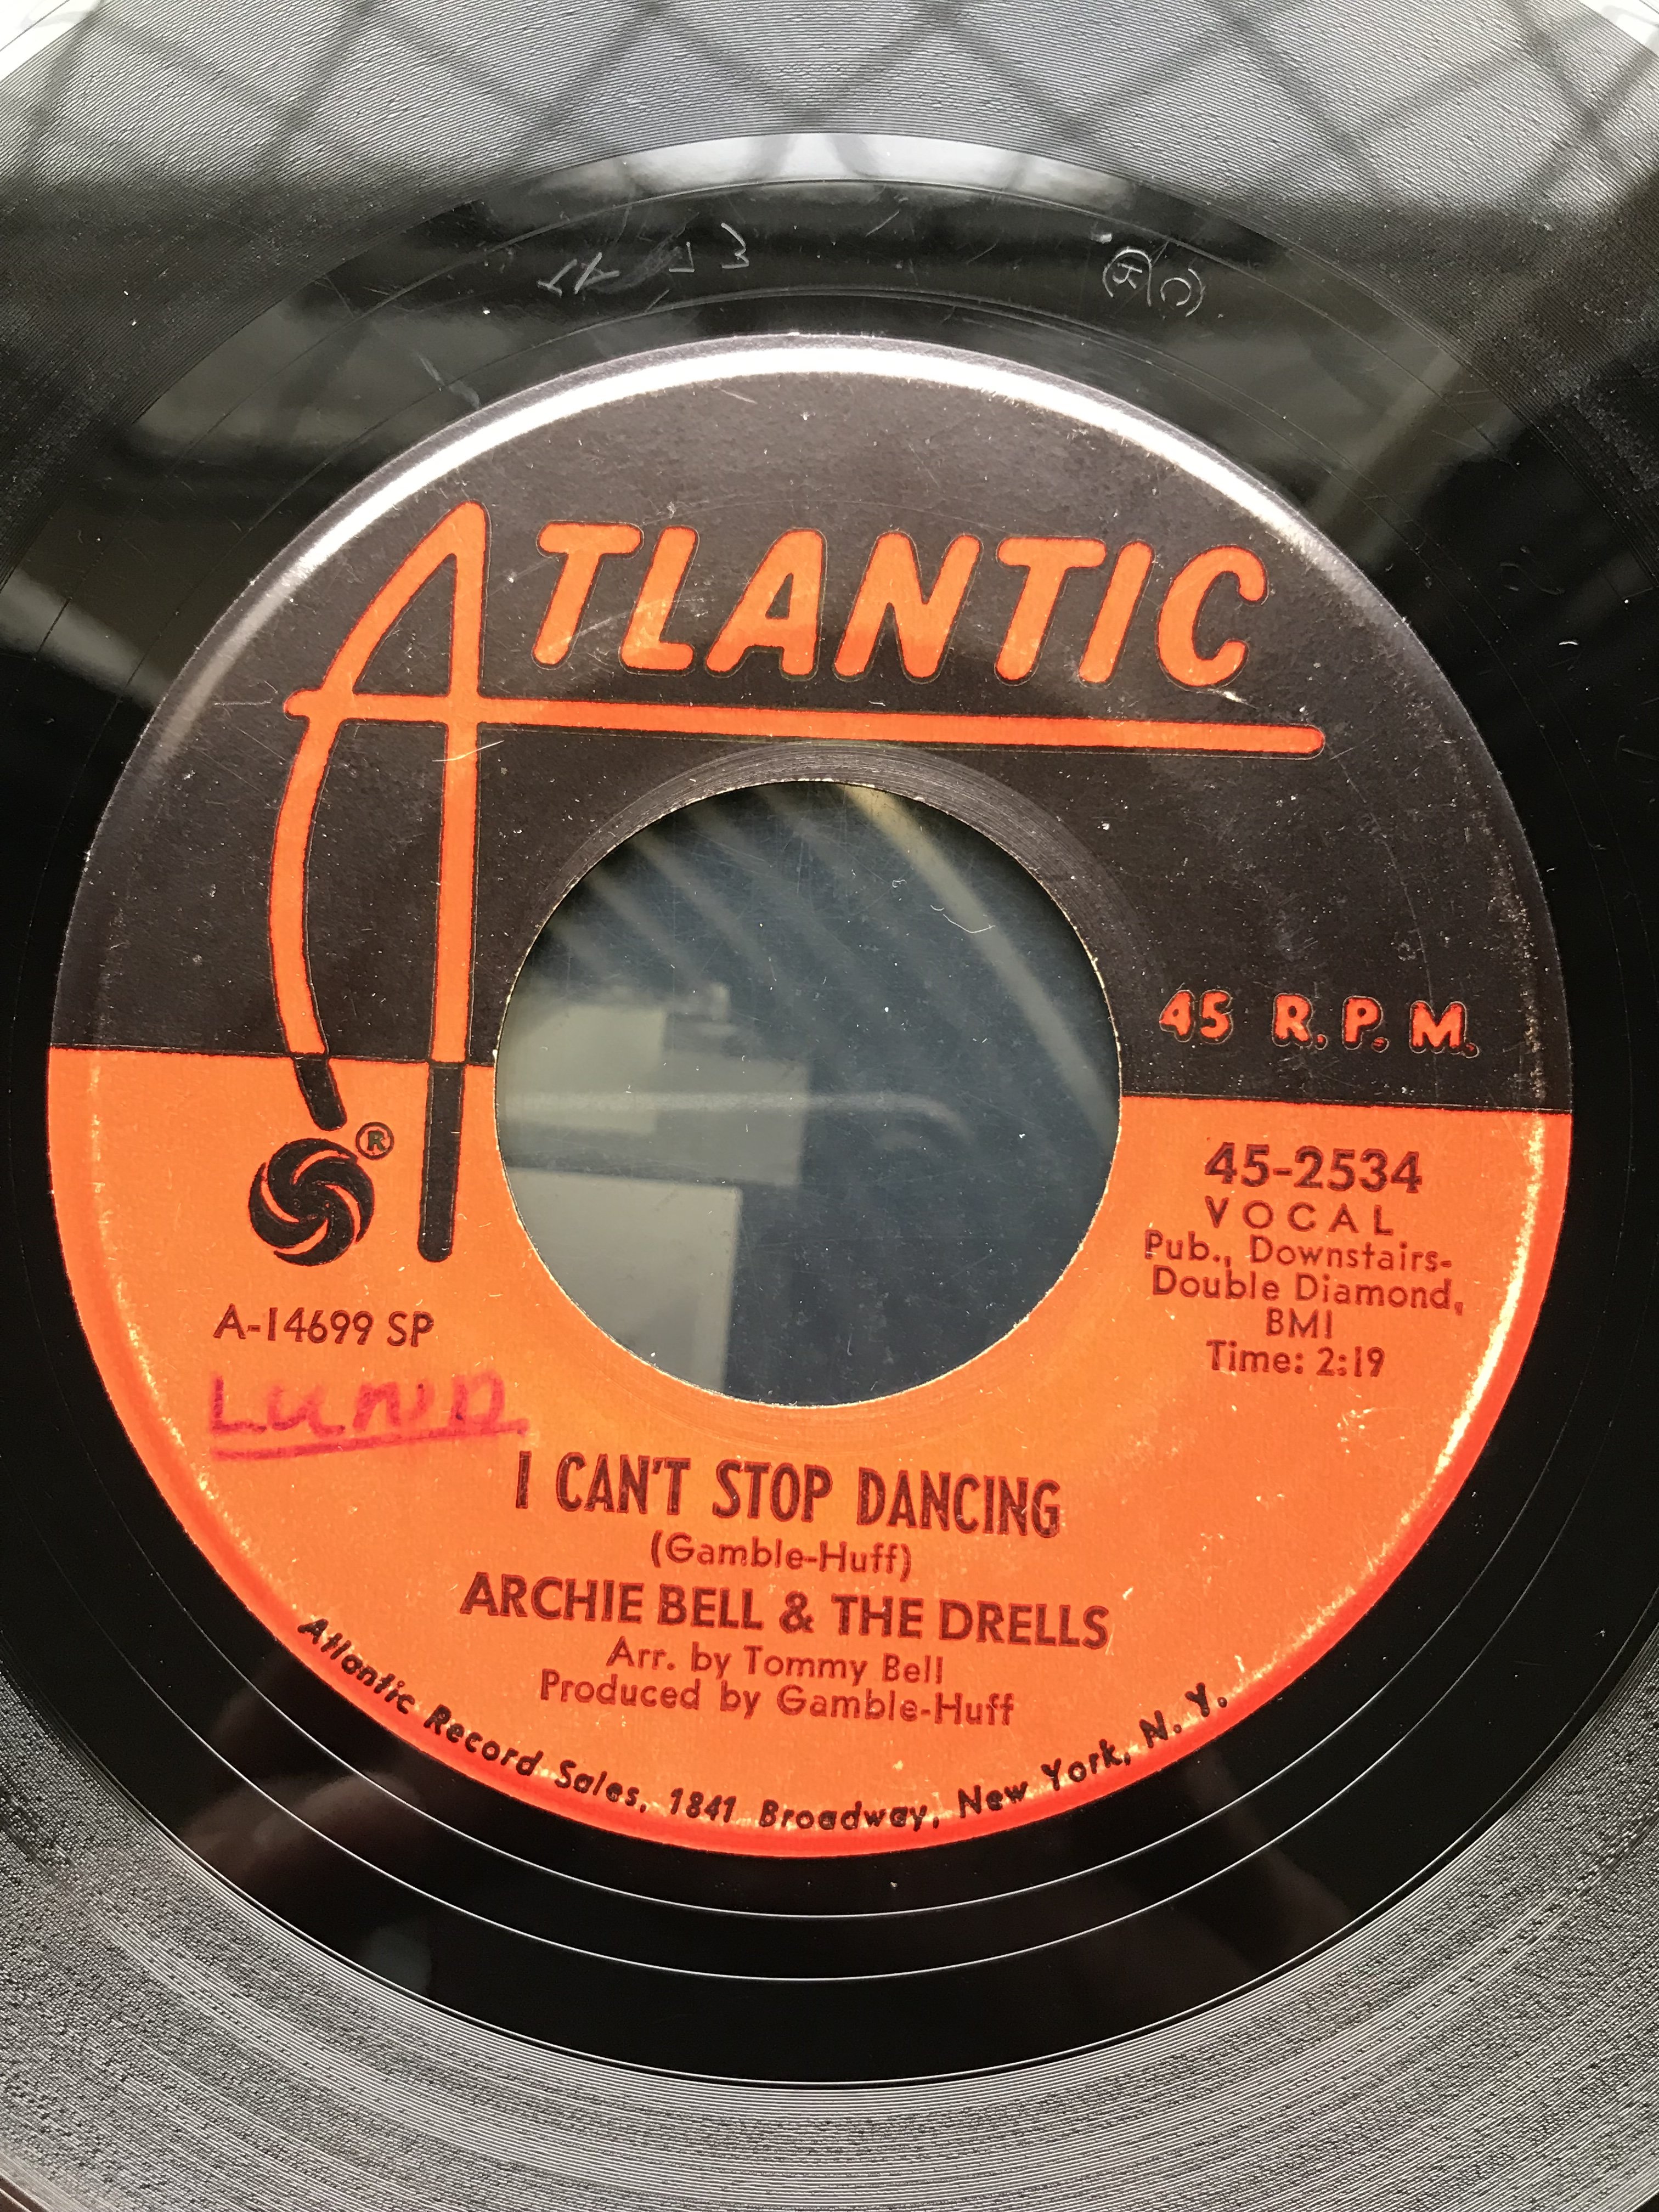 ATLANTIC
45 R.P.M.
®
45-2534
VOCAL
Pub., Downstairs-
Double Diamond,
BMI
Time: 2:19
A-14699 SP
I CAN'T STOP DANCING
(Gamble-Huff)
ARCHIE BELL & THE DRELLS
Arr. by Tommy Bell
Produced by Gamble-Huff
Atlantic Record Sales, 1841 Broadway, New York, N. Y.